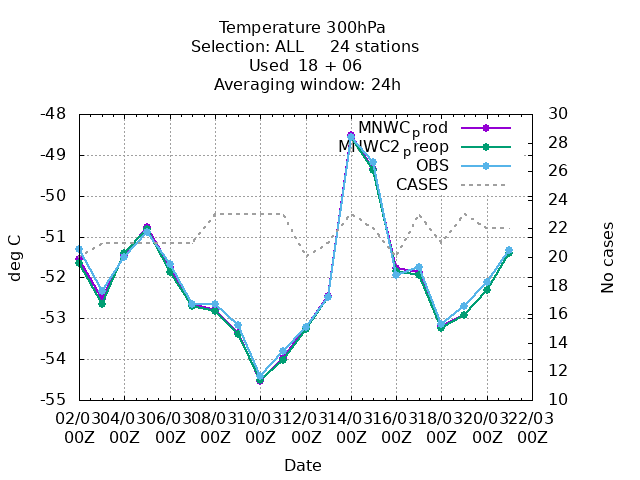 Temperature 300hPa
Selection: ALL     24 stations
Used  18 + 06
Averaging window: 24h
-48
-49
-50
-51
-52
-53
-54
-55
deg C
30
28
26
24
22
20
18
16
14
12
10
No cases
MNWCprod
MNWC2preop
OBS
CASES
02/03 04/03 06/03 08/03 10/03 12/03 14/03 16/03 18/03 20/03 22/03
00Z 00Z 00Z 00Z 00Z 00Z 00Z 00Z 00Z 00Z 00Z
Date